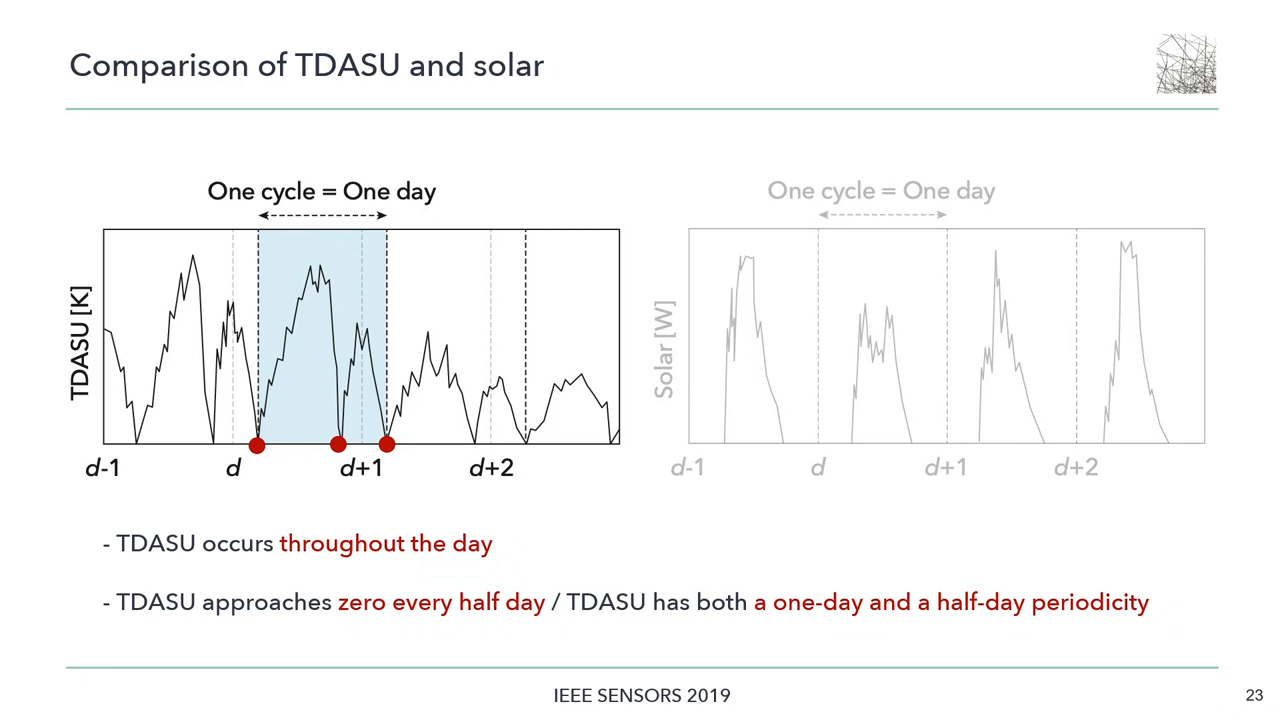 Comparison of TDASU and solar
One cycle = One day
One cycle = One day
TDASU [K]
Solar [W]
d-1
d
d+1
d+2
d-1
d
d+1
d+2
- TDASU occurs throughout the day
- TDASU approaches zero every half day / TDASU has both a one-day and a half-day periodicity
IEEE SENSORS 2019
23